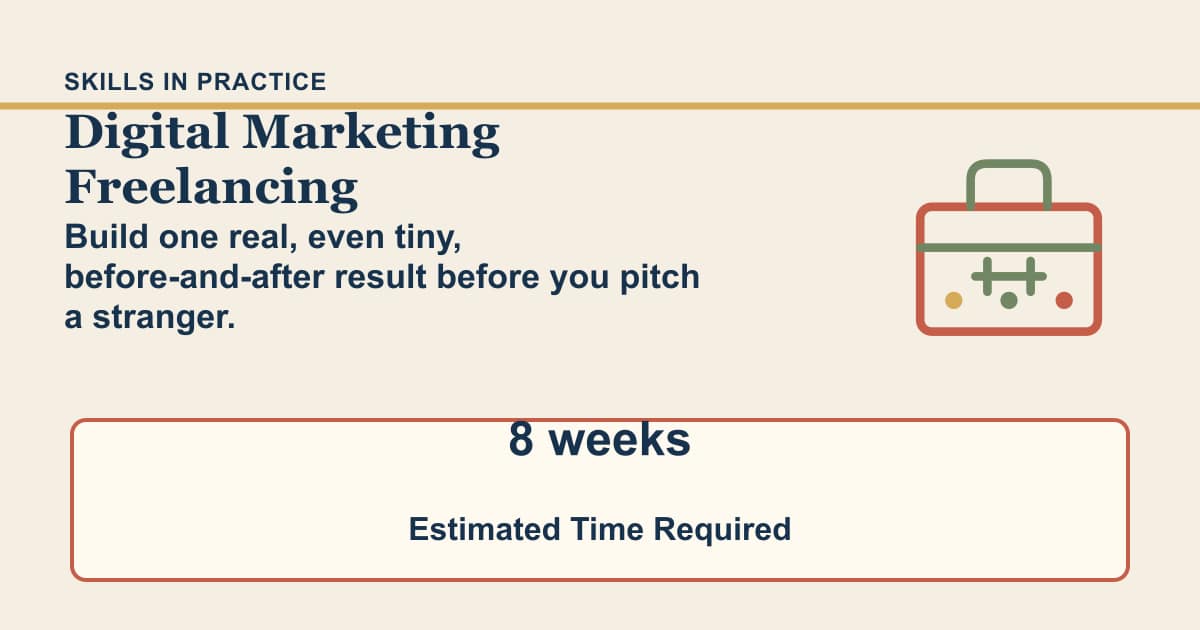 SKILLS IN PRACTICE
Digital Marketing
Freelancing
Build one real, even tiny,
before-and-after result before you pitch
a stranger.
8 weeks
Estimated Time Required